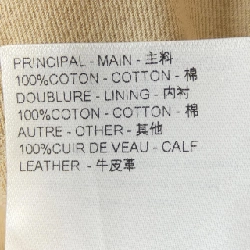 PRINCIPAL - MAIN - 主料
100%COTON - COTTON - 棉
DOUBLURE - LINING - 内衬
100%COTON - COTTON - 棉
AUTRE - OTHER - 其他
100%CUIR DE VEAU - CALF
LEATHER - 牛皮革